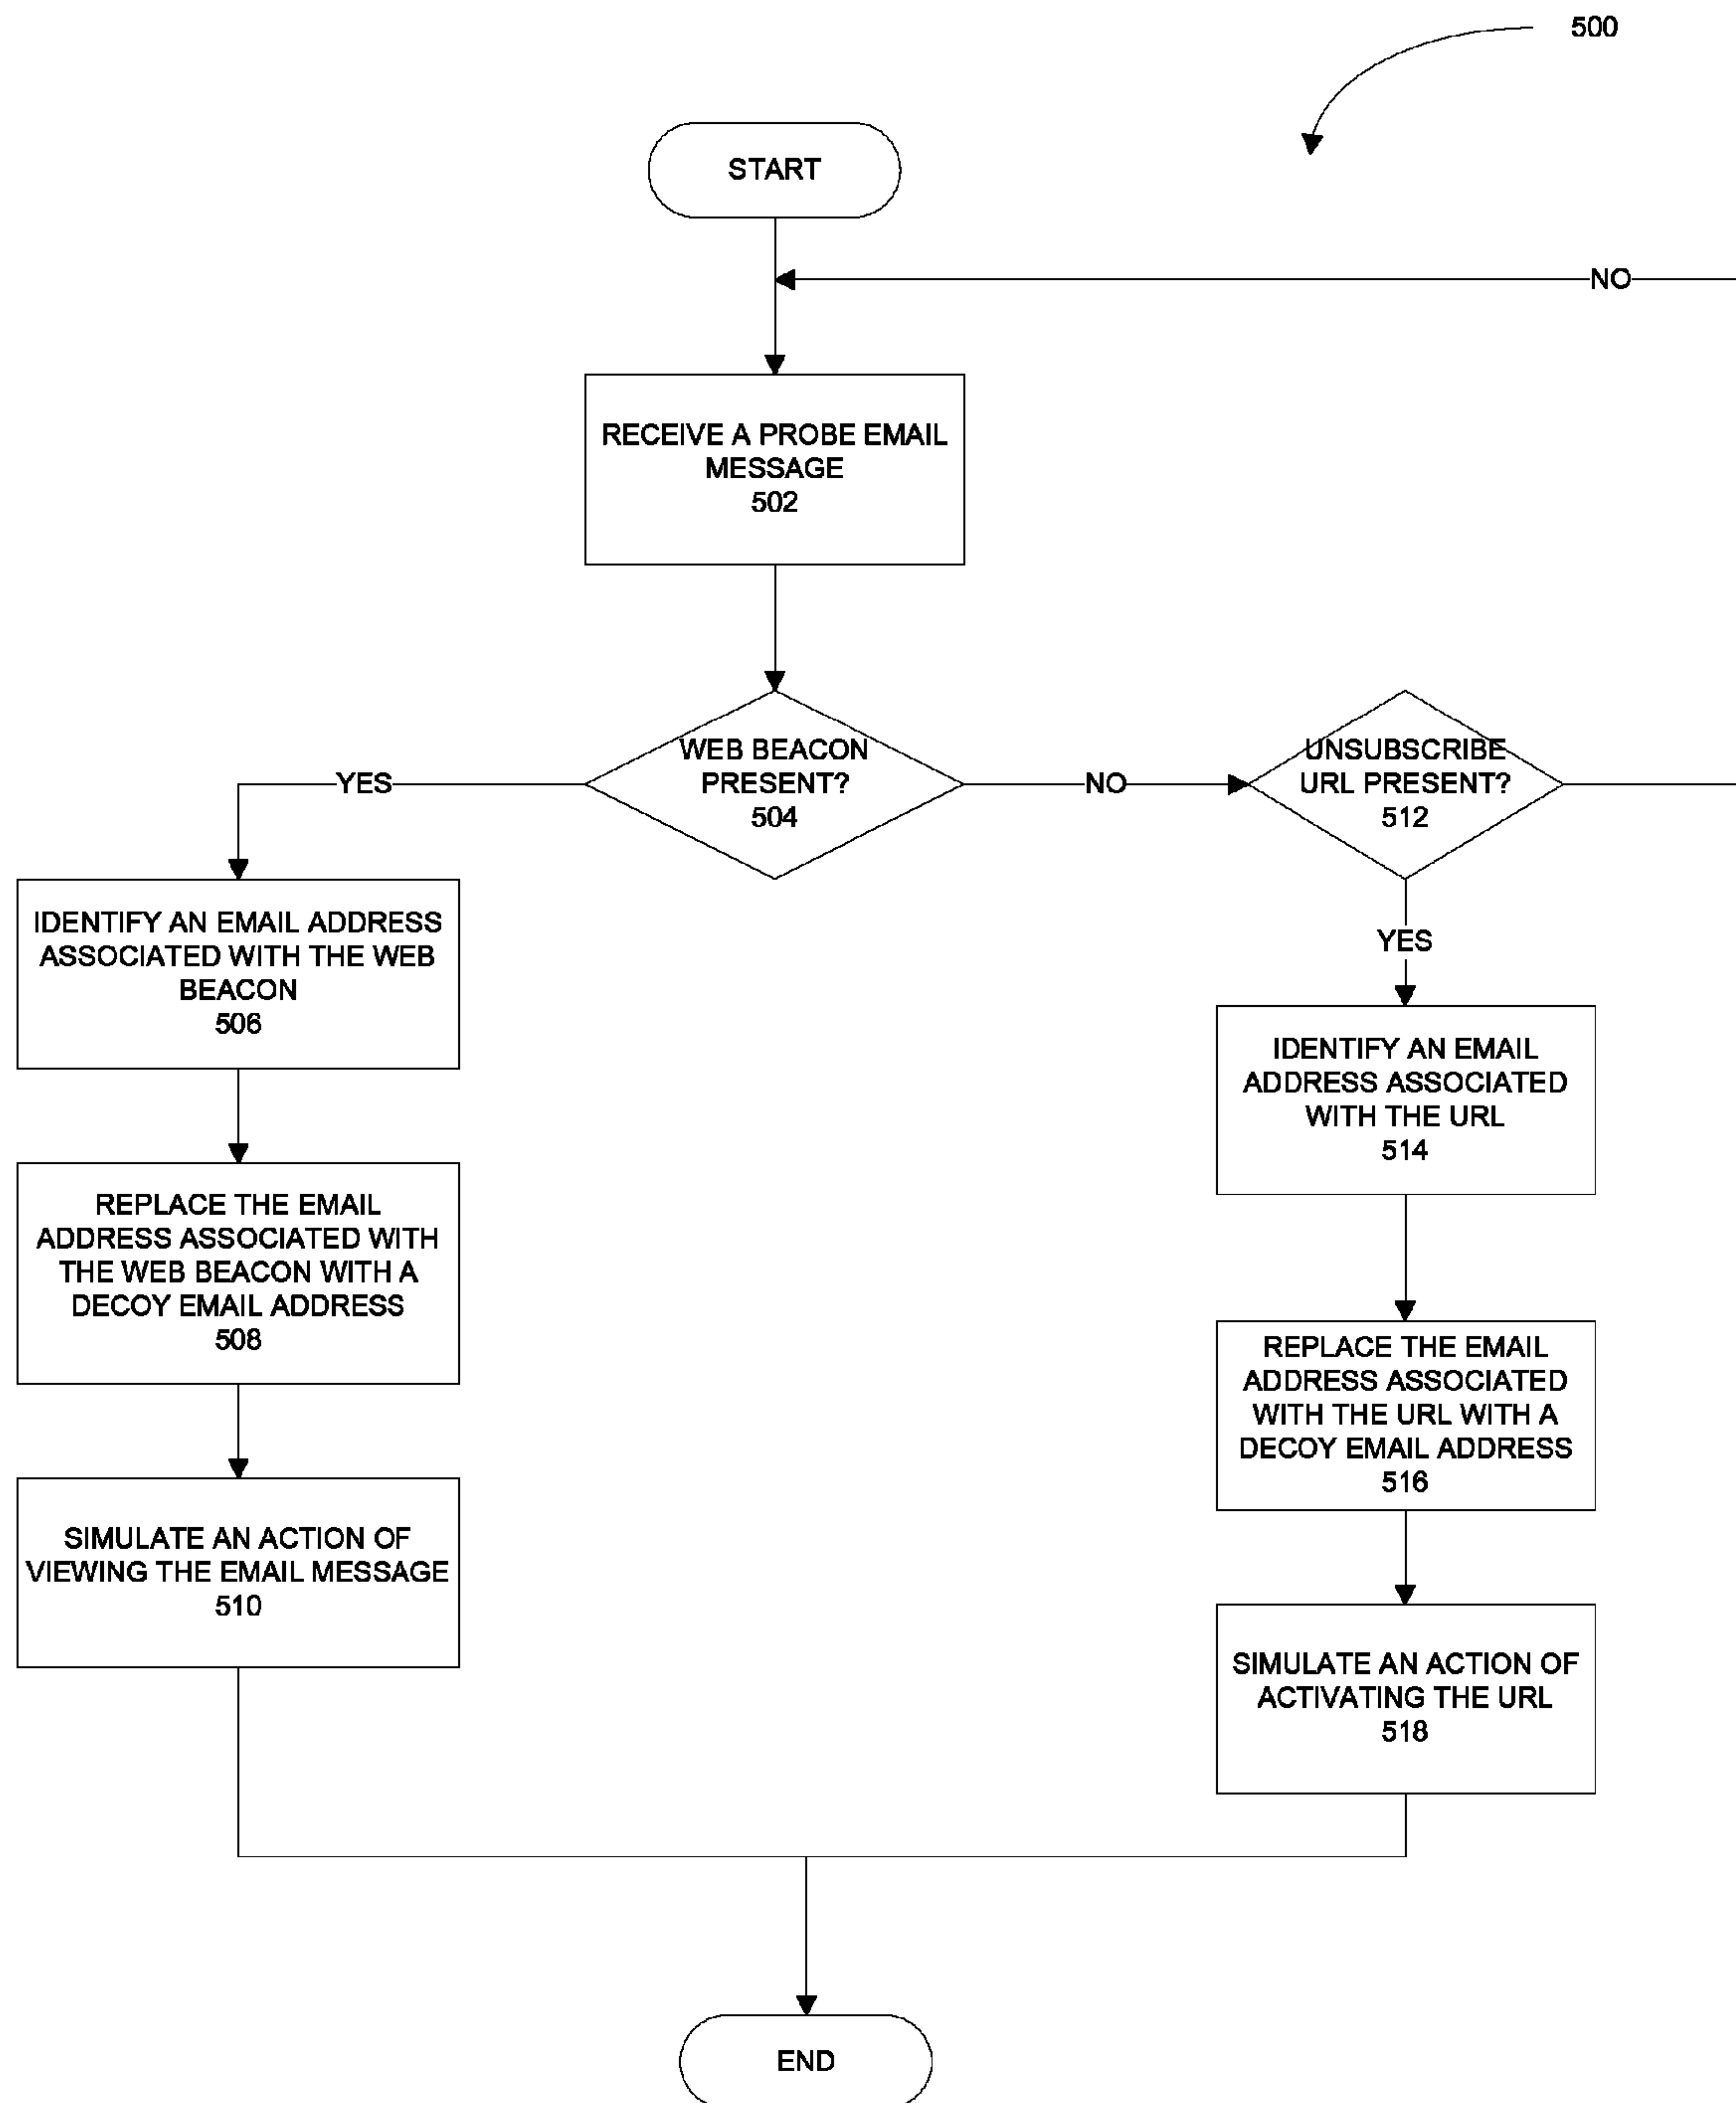 500
START
NO
RECEIVE A PROBE EMAIL
MESSAGE
502
WEB BEACON
PRESENT?
504
YES
NO
UNSUBSCRIBE
URL PRESENT?
512
YES
IDENTIFY AN EMAIL ADDRESS
ASSOCIATED WITH THE WEB
BEACON
506
REPLACE THE EMAIL
ADDRESS ASSOCIATED WITH
THE WEB BEACON WITH A
DECOY EMAIL ADDRESS
508
SIMULATE AN ACTION OF
VIEWING THE EMAIL MESSAGE
510
IDENTIFY AN EMAIL
ADDRESS ASSOCIATED
WITH THE URL
514
REPLACE THE EMAIL
ADDRESS ASSOCIATED
WITH THE URL WITH A
DECOY EMAIL ADDRESS
516
SIMULATE AN ACTION OF
ACTIVATING THE URL
518
END